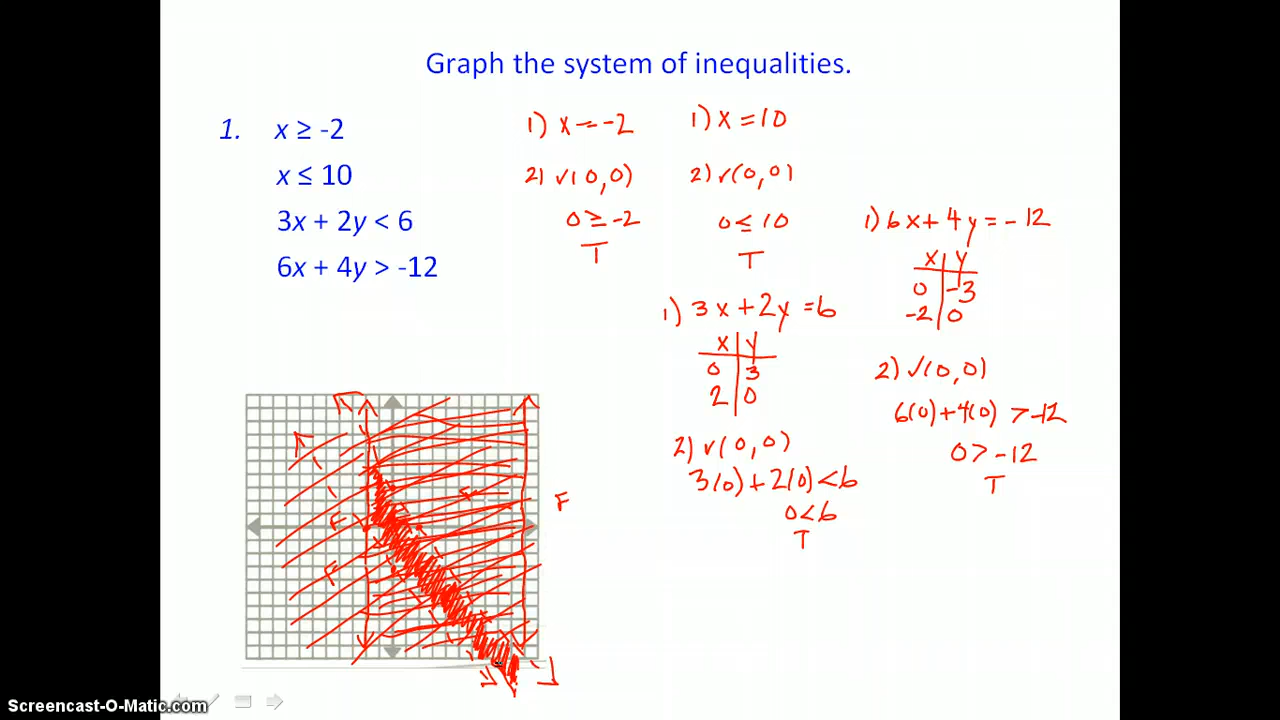 Graph the system of inequalities.
1. x ≥ -2
x ≤ 10
3x + 2y < 6
6x + 4y > -12
1) x = -2
2) √(0,0)
0 ≥ -2
T
1) x = 10
2) √(0,0)
0 ≤ 10
T
1) 3x + 2y = 6
x | y
0 | 3
2 | 0
2) √(0,0)
3(0) + 2(0) < 6
0 < 6
T
1) 6x + 4y = -12
x | y
0 | -3
-2 | 0
2) √(0,0)
6(0) + 4(0) > -12
0 > -12
T
F
F
F
F
Screencast-O-Matic.com